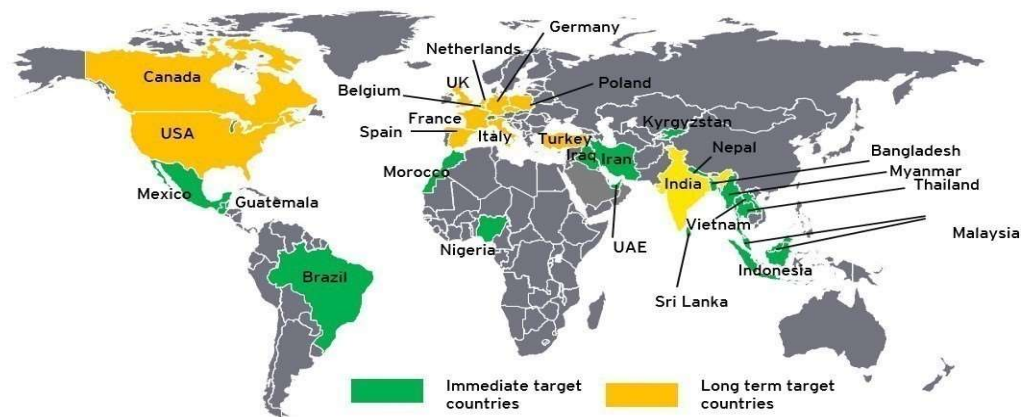 Germany
Netherlands
Canada
UK
Poland
Belgium
France
Kyrgyzstan
USA
Spain
Italy
Turkey
Iraq
Iran
Nepal
Bangladesh
Morocco
India
Myanmar
Mexico
Guatemala
Thailand
Vietnam
Nigeria
UAE
Malaysia
Brazil
Indonesia
Sri Lanka
Immediate target
countries
Long term target
countries